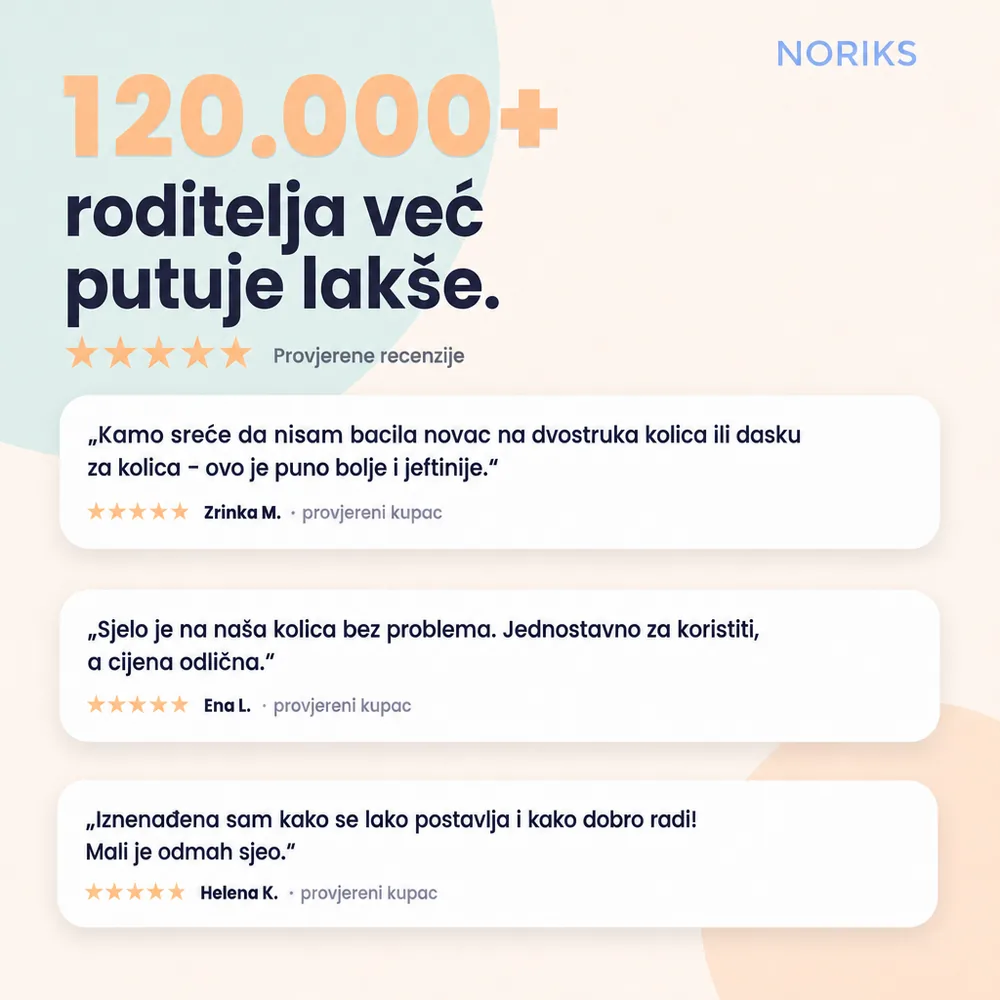 NORIKS
120.000+
roditelja već
putuje lakše.
★★★★★ Provjerene recenzije
„Kamo sreće da nisam bacila novac na dvostruka kolica ili dasku
za kolica - ovo je puno bolje i jeftinije.“
★★★★★ Zrinka M. · provjereni kupac
„Sjelo je na naša kolica bez problema. Jednostavno za koristiti,
a cijena odlična.“
★★★★★ Ena L. · provjereni kupac
„Iznenađena sam kako se lako postavlja i kako dobro radi!
Mali je odmah sjeo.“
★★★★★ Helena K. · provjereni kupac